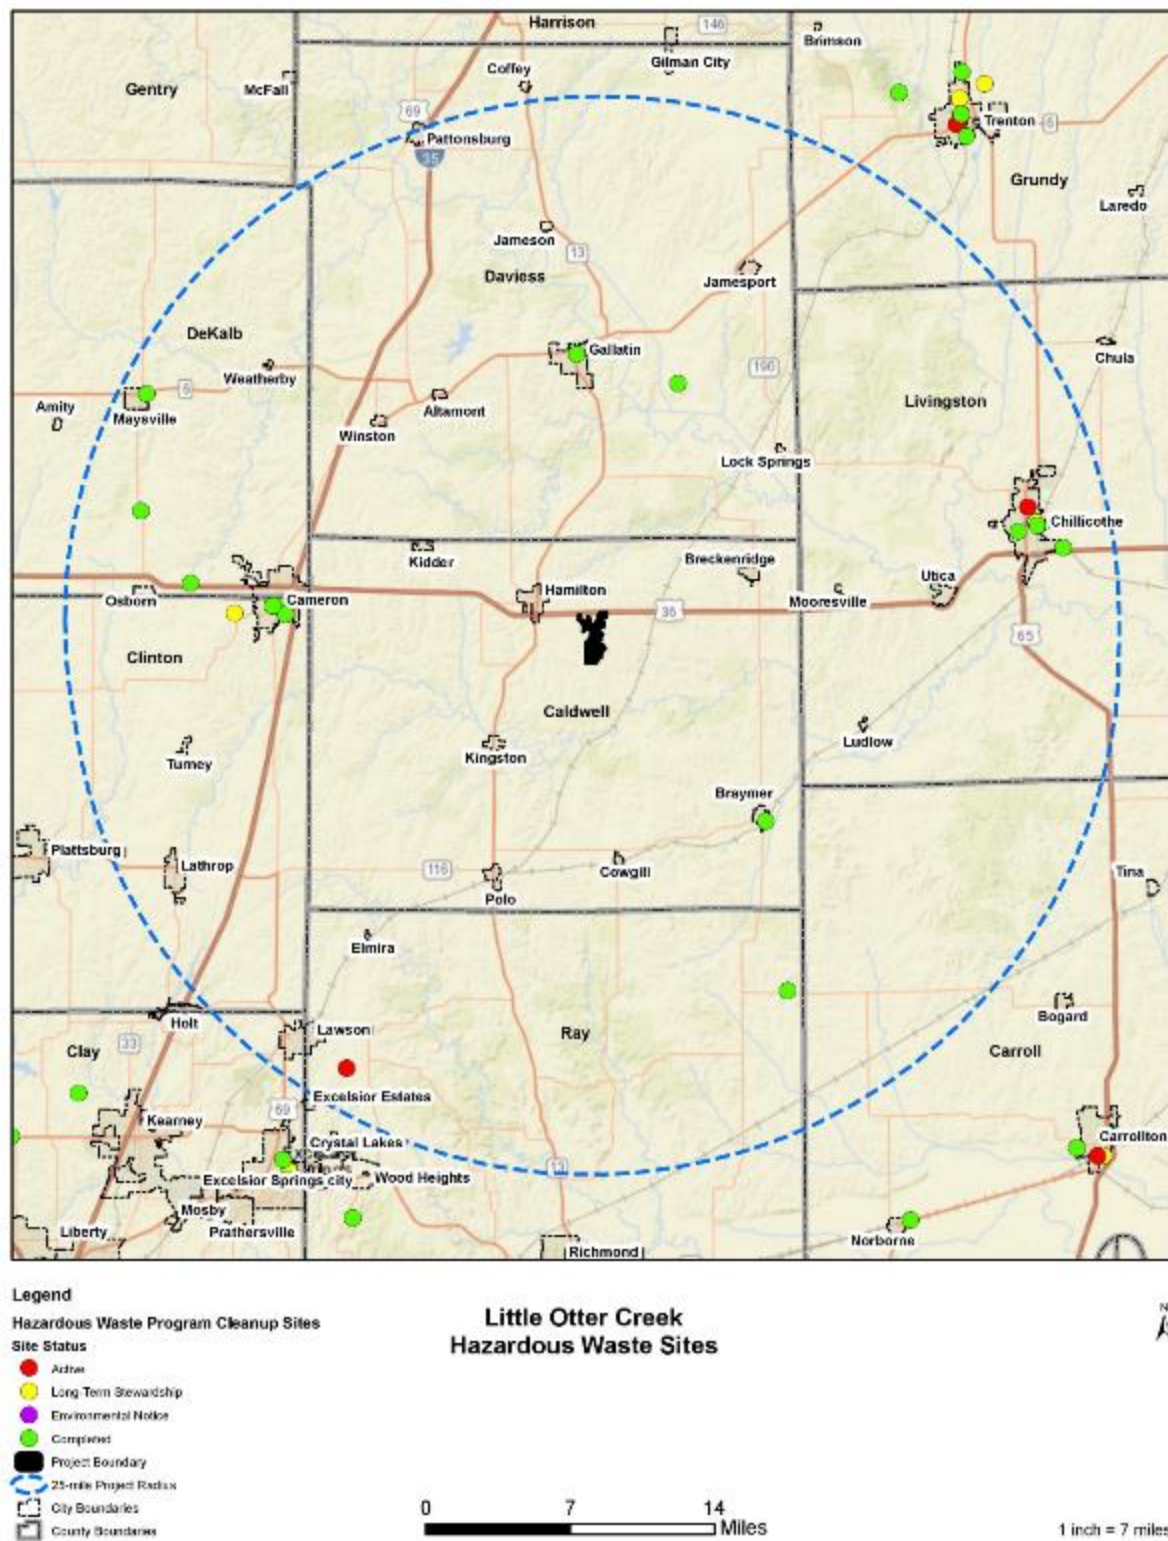 Harrison
146
Brimson
Gilman City
Coffey
Gentry
McFall
69
Pattonsburg
35
Trenton
6
Grundy
Laredo
Jameson
13
Daviess
Jamesport
DeKalb
Gallatin
Chula
Weatherby
6
190
Amity
Maysville
Altamont
Livingston
Winston
Lock Springs
Chillicothe
Kidder
Breckenridge
Utica
Hamilton
Osborn
Cameron
Mooresville
36
65
Clinton
Caldwell
Ludlow
Turney
Kingston
Braymer
Plattsburg
Lathrop
116
Cowgill
Tina
Polo
Elmira
Holt
Lawson
Ray
Bogard
Clay
33
Carroll
Excelsior Estates
69
Kearney
Crystal Lakes
Carrollton
13
Excelsior Springs city
Wood Heights
Mosby
Liberty
Prathersville
Norborne
Richmond
Legend
Hazardous Waste Program Cleanup Sites
Site Status
Active
Long-Term Stewardship
Environmental Notice
Completed
Project Boundary
25-mile Project Radius
City Boundaries
County Boundaries
Little Otter Creek
Hazardous Waste Sites
N
0 7 14
Miles
1 inch = 7 miles